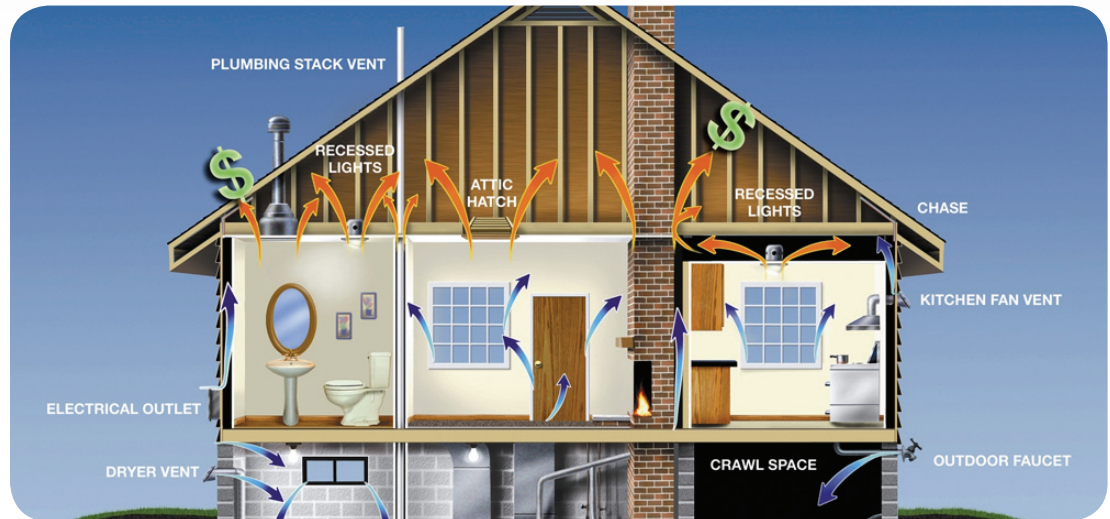 PLUMBING STACK VENT
$
RECESSED
LIGHTS
ATTIC
HATCH
$
RECESSED
LIGHTS
CHASE
KITCHEN FAN VENT
ELECTRICAL OUTLET
DRYER VENT
CRAWL SPACE
OUTDOOR FAUCET